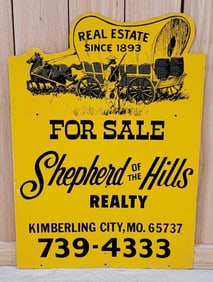 REAL ESTATE
SINCE 1893
FOR SALE
Shepherd OF THE Hills
REALTY
KIMBERLING CITY, MO. 65737
739-4333